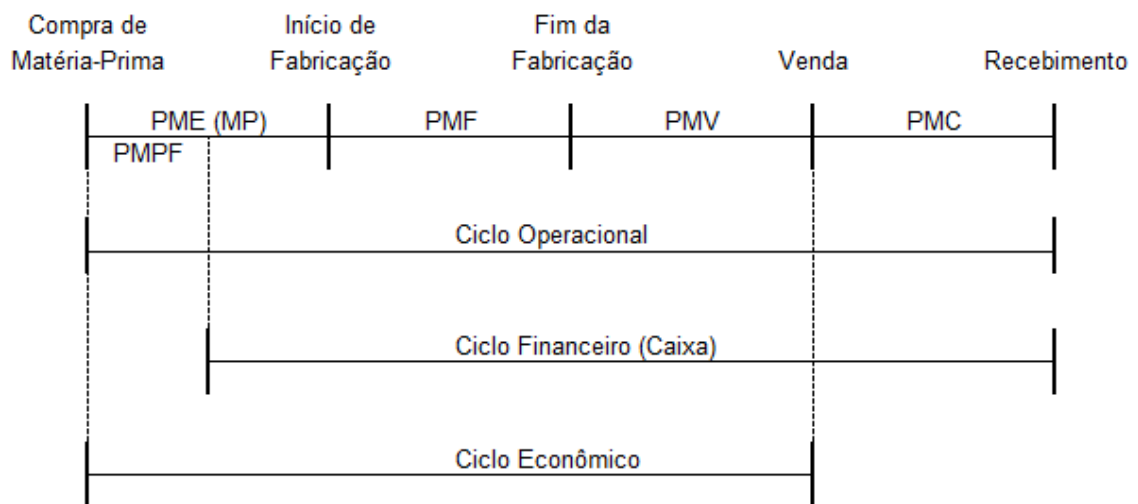 Compra de
Matéria-Prima
Início de
Fabricação
Fim da
Fabricação
Venda
Recebimento
PME (MP)
PMF
PMV
PMC
PMPF
Ciclo Operacional
Ciclo Financeiro (Caixa)
Ciclo Econômico